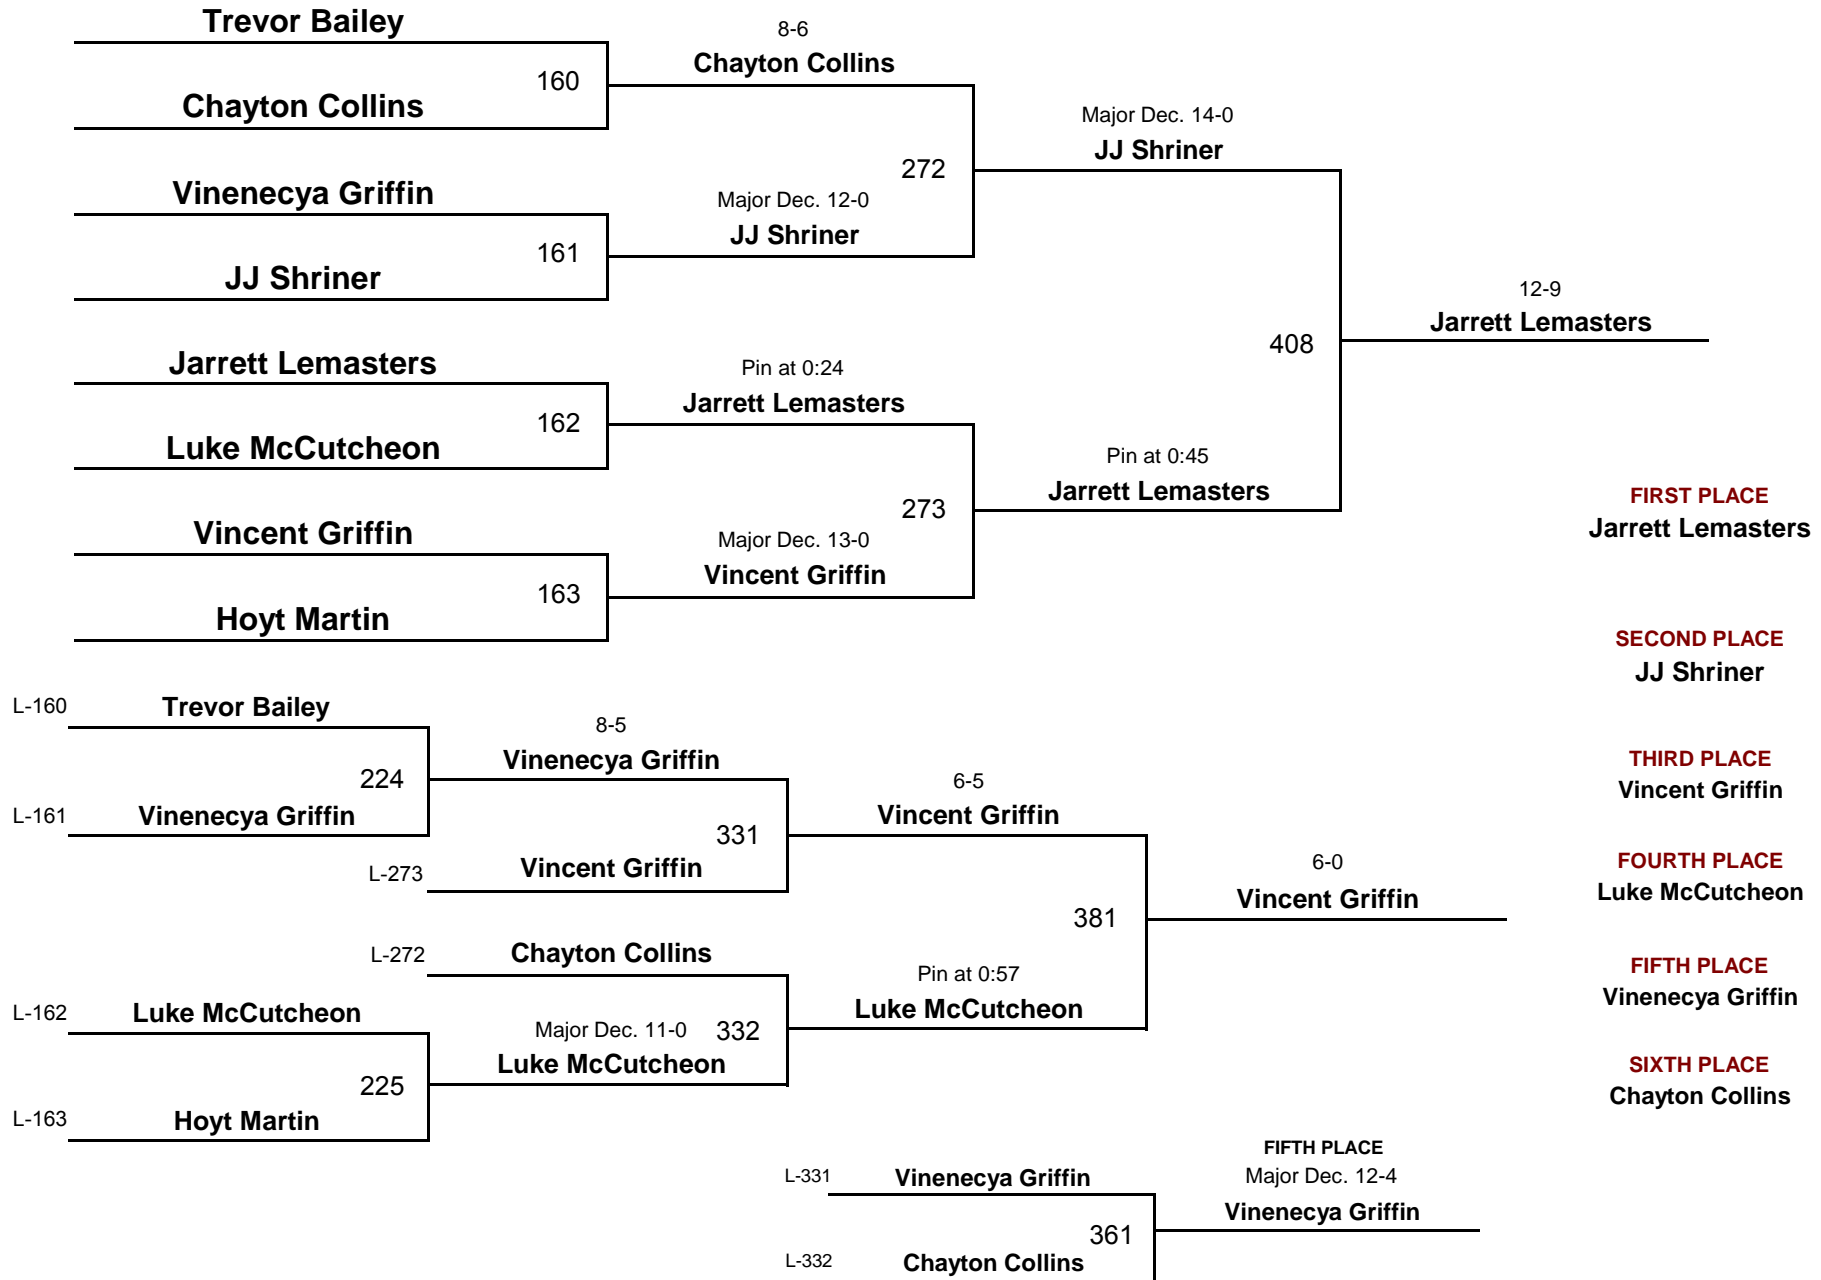 Trevor Bailey
160
Chayton Collins
8-6
Chayton Collins
Vinenecya Griffin
161
JJ Shriner
Major Dec. 12-0
JJ Shriner
272
Major Dec. 14-0
JJ Shriner
Jarrett Lemasters
162
Luke McCutcheon
Pin at 0:24
Jarrett Lemasters
Vincent Griffin
163
Hoyt Martin
Major Dec. 13-0
Vincent Griffin
273
Pin at 0:45
Jarrett Lemasters
408
12-9
Jarrett Lemasters
FIRST PLACE
Jarrett Lemasters
SECOND PLACE
JJ Shriner
THIRD PLACE
Vincent Griffin
FOURTH PLACE
Luke McCutcheon
FIFTH PLACE
Vinenecya Griffin
SIXTH PLACE
Chayton Collins
L-160
Trevor Bailey
224
L-161
Vinenecya Griffin
8-5
Vinenecya Griffin
331
L-273
Vincent Griffin
6-5
Vincent Griffin
L-272
Chayton Collins
L-162
Luke McCutcheon
225
L-163
Hoyt Martin
Major Dec. 11-0
332
Luke McCutcheon
Pin at 0:57
Luke McCutcheon
381
6-0
Vincent Griffin
L-331
Vinenecya Griffin
361
L-332
Chayton Collins
FIFTH PLACE
Major Dec. 12-4
Vinenecya Griffin